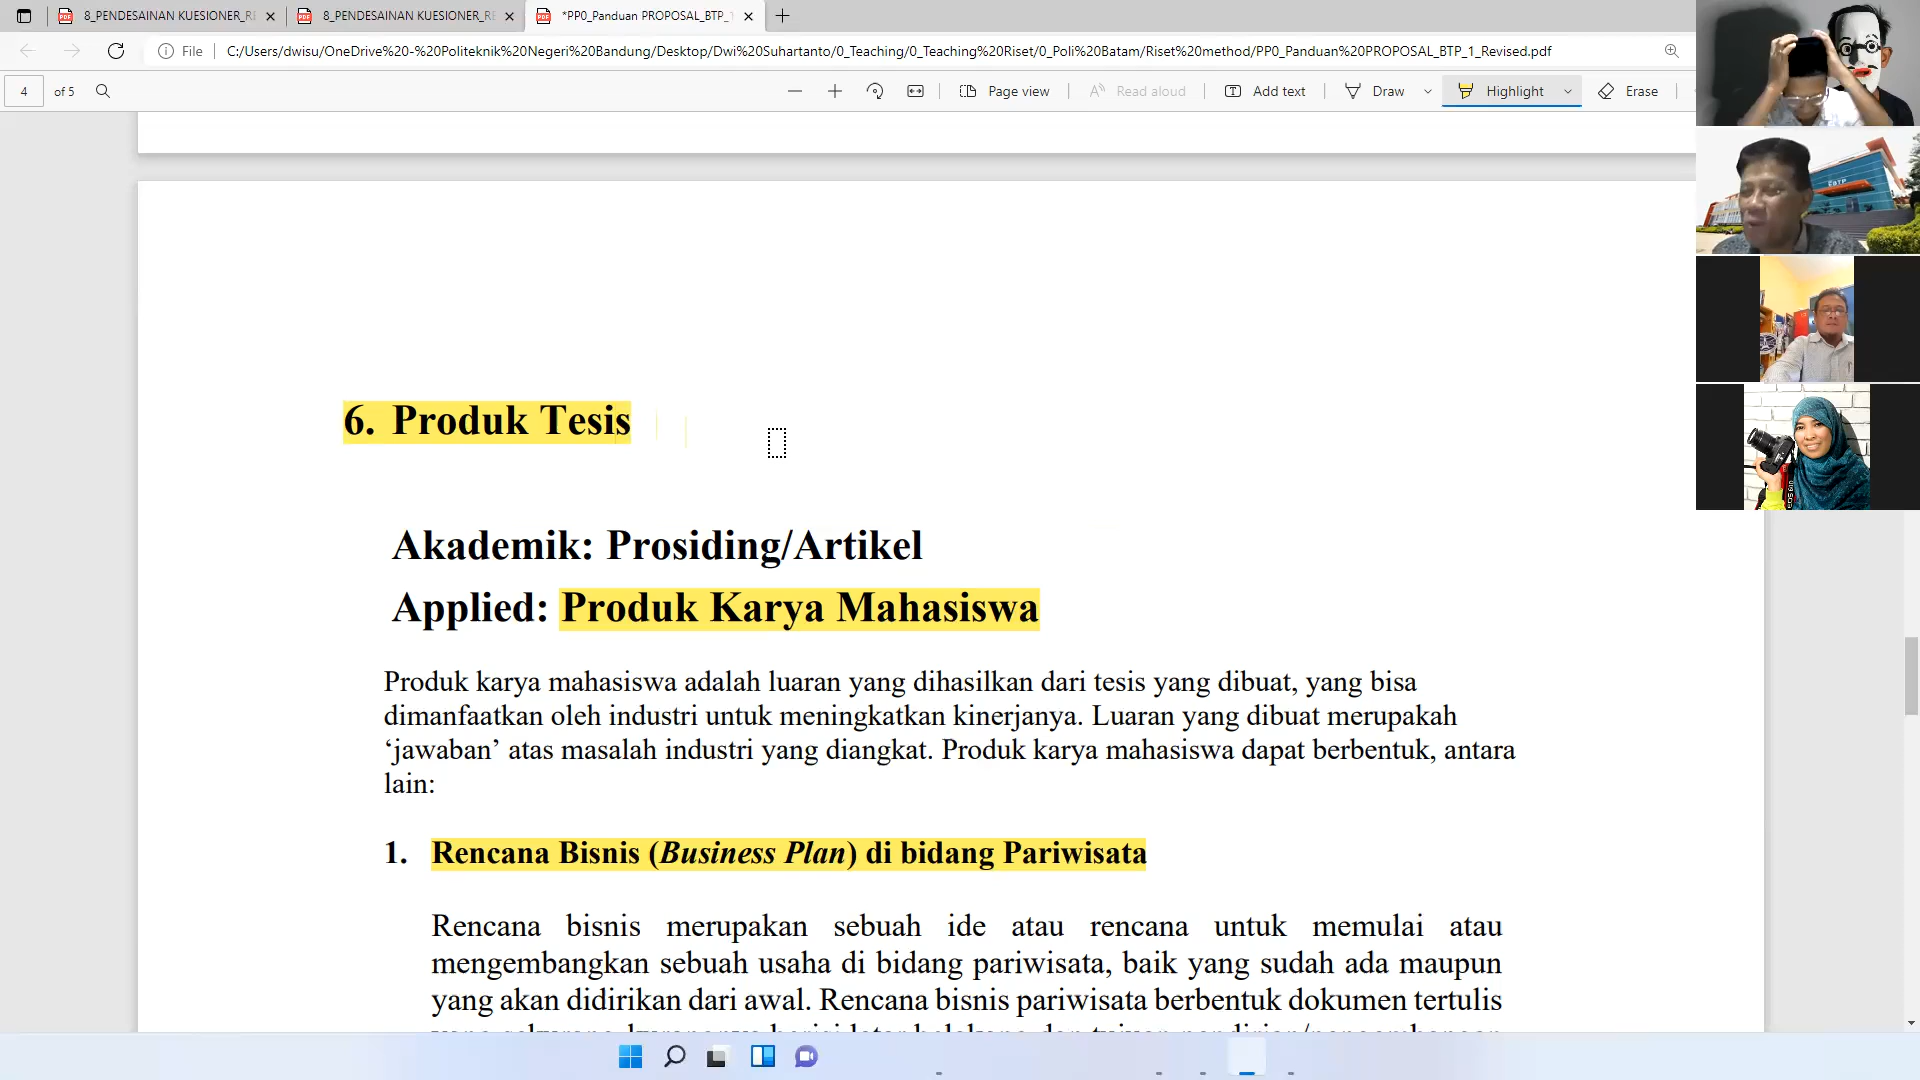 8_PENDESAINAN KUESIONER_RE
8_PENDESAINAN KUESIONER_RE
*PP0_Panduan PROPOSAL_BTP_1
File
C:/Users/dwisu/OneDrive%20-%20Politeknik%20Negeri%20Bandung/Desktop/Dwi%20Suhartanto/0_Teaching/0_Teaching%20Riset/0_Poli%20Batam/Riset%20method/PP0_Panduan%20PROPOSAL_BTP_1_Revised.pdf
4 of 5
Page view
Read aloud
Add text
Draw
Highlight
Erase
6. Produk Tesis
Akademik: Prosiding/Artikel
Applied: Produk Karya Mahasiswa
Produk karya mahasiswa adalah luaran yang dihasilkan dari tesis yang dibuat, yang bisa
dimanfaatkan oleh industri untuk meningkatkan kinerjanya. Luaran yang dibuat merupakah
‘jawaban’ atas masalah industri yang diangkat. Produk karya mahasiswa dapat berbentuk, antara
lain:
1. Rencana Bisnis (Business Plan) di bidang Pariwisata
Rencana bisnis merupakan sebuah ide atau rencana untuk memulai atau
mengembangkan sebuah usaha di bidang pariwisata, baik yang sudah ada maupun
yang akan didirikan dari awal. Rencana bisnis pariwisata berbentuk dokumen tertulis